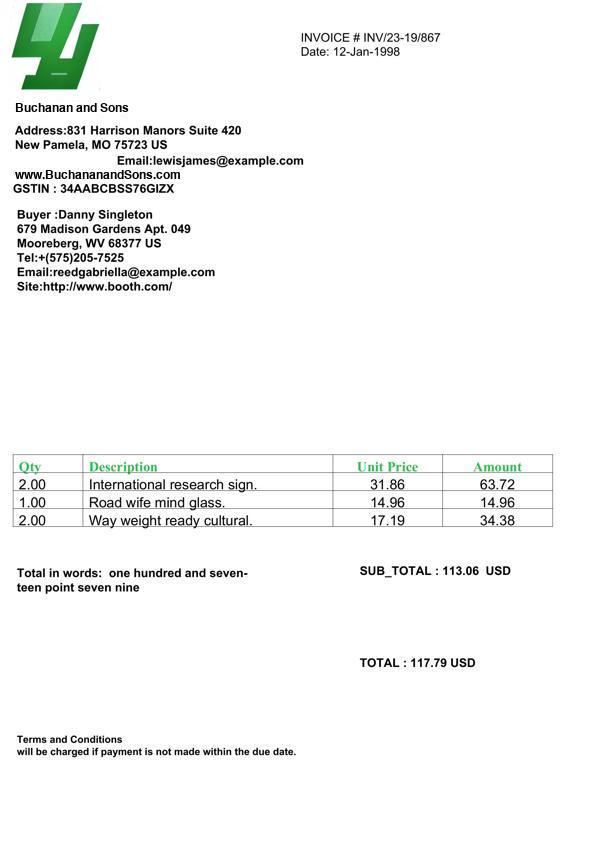 INVOICE # INV/23-19/867
Date: 12-Jan-1998
Buchanan and Sons
Address:831 Harrison Manors Suite 420
New Pamela, MO 75723 US
Email:lewisjames@example.com
www.BuchananandSons.com
GSTIN : 34AABCBSS76GIZX
Buyer :Danny Singleton
679 Madison Gardens Apt. 049
Mooreberg, WV 68377 US
Tel:+(575)205-7525
Email:reedgabriella@example.com
Site:http://www.booth.com/
Qty Description Unit Price Amount
2.00 International research sign. 31.86 63.72
1.00 Road wife mind glass. 14.96 14.96
2.00 Way weight ready cultural. 17.19 34.38
Total in words:  one hundred and seven-
teen point seven nine
SUB_TOTAL : 113.06  USD
TOTAL : 117.79 USD
Terms and Conditions
will be charged if payment is not made within the due date.